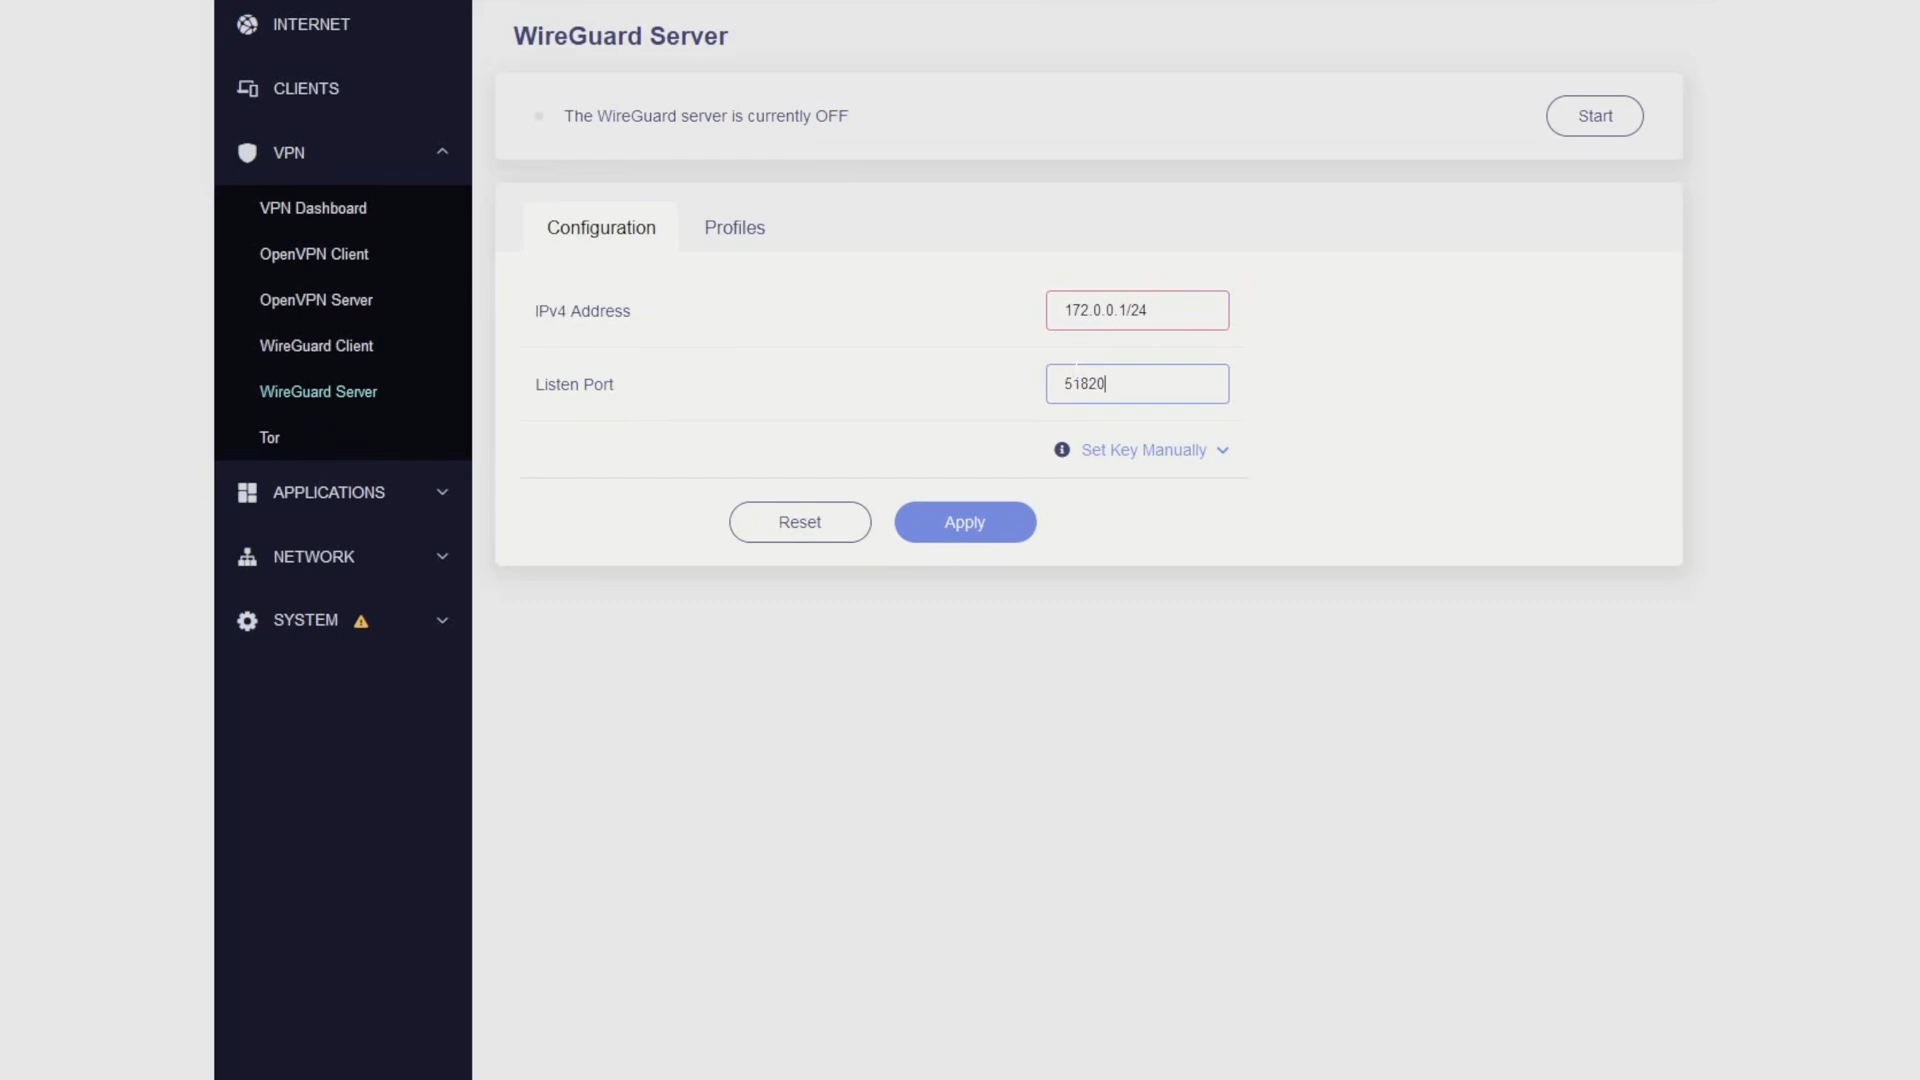 INTERNET
CLIENTS
VPN
VPN Dashboard
OpenVPN Client
OpenVPN Server
WireGuard Client
WireGuard Server
Tor
APPLICATIONS
NETWORK
SYSTEM
WireGuard Server
The WireGuard server is currently OFF
Start
Configuration Profiles
IPv4 Address 172.0.0.1/24
Listen Port 51820
Set Key Manually
Reset Apply